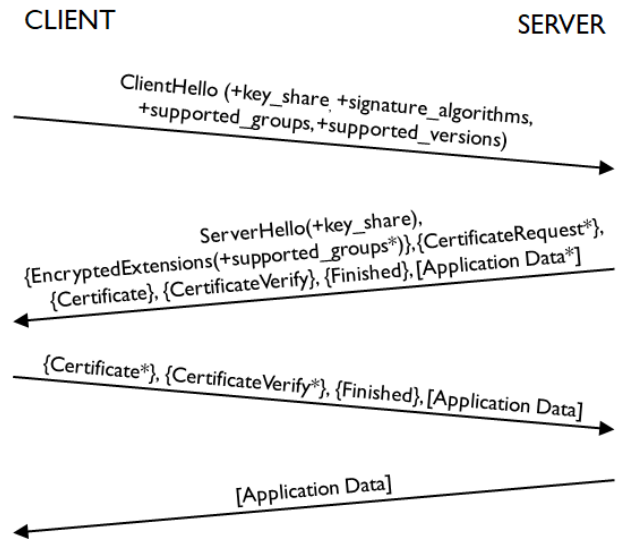 CLIENT
SERVER
ClientHello (+key_share, +signature_algorithms,
+supported_groups,+supported_versions)
ServerHello(+key_share),
{EncryptedExtensions(+supported_groups*)},{CertificateRequest*},
{Certificate}, {CertificateVerify}, {Finished}, [Application Data*]
{Certificate*}, {CertificateVerify*}, {Finished}, [Application Data]
[Application Data]